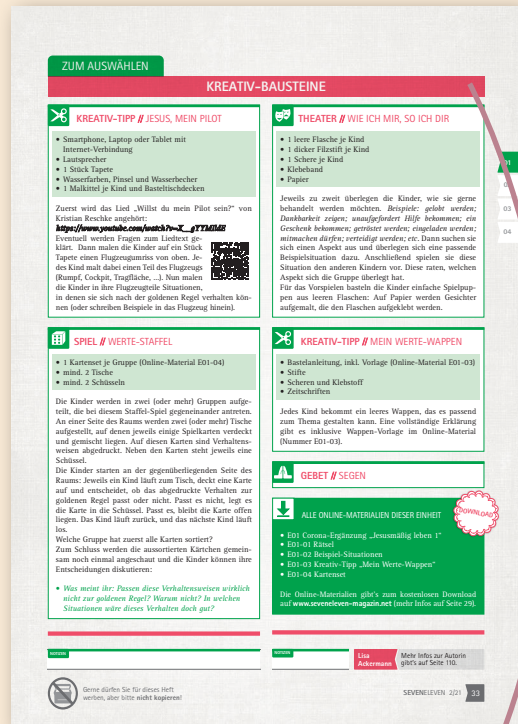 ZUM AUSWÄHLEN
KREATIV-BAUSTEINE
KREATIV-TIPP // JESUS, MEIN PILOT
• Smartphone, Laptop oder Tablet mit
Internet-Verbindung
• Lautsprecher
• 1 Stück Tapete
• Wasserfarben, Pinsel und Wasserbecher
• 1 Malkittel je Kind und Basteltischdecken
Zuerst wird das Lied „Willst du mein Pilot sein?“ von
Kristian Reschke angehört:
Eventuell werden Fragen zum Liedtext ge-
klärt. Dann malen die Kinder auf ein Stück
Tapete einen Flugzeugumriss von oben. Je-
des Kind malt dabei einen Teil des Flugzeugs
(Rumpf, Cockpit, Tragfläche, ...). Nun malen
die Kinder in ihre Flugzeugteile Situationen,
in denen sie sich nach der goldenen Regel verhalten kön-
nen (oder schreiben Beispiele in das Flugzeug hinein).
SPIEL // WERTE-STAFFEL
• 1 Kartenset je Gruppe (Online-Material E01-04)
• mind. 2 Tische
• mind. 2 Schüsseln
Die Kinder werden in zwei (oder mehr) Gruppen aufge-
teilt, die bei diesem Staffel-Spiel gegeneinander antreten.
An einer Seite des Raums werden zwei (oder mehr) Tische
aufgestellt, auf denen jeweils einige Spielkarten verdeckt
und gemischt liegen. Auf diesen Karten sind Verhaltens-
weisen abgedruckt. Neben den Karten steht jeweils eine
Schüssel.
Die Kinder starten an der gegenüberliegenden Seite des
Raums: Jeweils ein Kind läuft zum Tisch, deckt eine Karte
auf und entscheidet, ob das abgedruckte Verhalten zur
goldenen Regel passt oder nicht. Passt es nicht, legt es
die Karte in die Schüssel. Passt es, bleibt die Karte offen
liegen. Das Kind läuft zurück, und das nächste Kind läuft
los.
Welche Gruppe hat zuerst alle Karten sortiert?
Zum Schluss werden die aussortierten Kärtchen gemein-
sam noch einmal angeschaut und die Kinder können ihre
Entscheidungen diskutieren:
• Was meint ihr: Passen diese Verhaltensweisen wirklich
nicht zur goldenen Regel? Warum nicht? In welchen
Situationen wäre dieses Verhalten doch gut?
THEATER // WIE ICH MIR, SO ICH DIR
• 1 leere Flasche je Kind
• 1 dicker Filzstift je Kind
• 1 Schere je Kind
• Klebeband
• Papier
Jeweils zu zweit überlegen die Kinder, wie sie gerne
behandelt werden möchten. Beispiele: gelobt werden;
Dankbarkeit zeigen; unaufgefordert Hilfe bekommen; ein
Geschenk bekommen; getröstet werden; eingeladen werden;
mitmachen dürfen; verteidigt werden; etc. Dann suchen sie
sich einen Aspekt aus und überlegen sich eine passende
Beispielsituation dazu. Anschließend spielen sie diese
Situation den anderen Kindern vor. Diese raten, welchen
Aspekt sich die Gruppe überlegt hat.
Für das Vorspielen basteln die Kinder einfache Spielpup-
pen aus leeren Flaschen: Auf Papier werden Gesichter
aufgemalt, die den Flaschen aufgeklebt werden.
KREATIV-TIPP // MEIN WERTE-WAPPEN
• Bastelanleitung, inkl. Vorlage (Online-Material E01-03)
• Stifte
• Scheren und Klebstoff
• Zeitschriften
Jedes Kind bekommt ein leeres Wappen, das es passend
zum Thema gestalten kann. Eine vollständige Erklärung
gibt es inklusive Wappen-Vorlage im Online-Material
(Nummer E01-03).
GEBET // SEGEN
DOWNLOAD
ALLE ONLINE-MATERIALIEN DIESER EINHEIT
• E01 Corona-Ergänzung „Jesusmäßig leben 1“
• E01-01 Rätsel
• E01-02 Beispiel-Situationen
• E01-03 Kreativ-Tipp „Mein Werte-Wappen“
• E01-04 Kartenset
Die Online-Materialien gibt's zum kostenlosen Download
auf www.seveneleven-magazin.net (mehr Infos auf Seite 29).
01
03
04
NOTIZEN
NOTIZEN
Lisa
Ackermann
Mehr Infos zur Autorin
gibt's auf Seite 110.
Gerne dürfen Sie für dieses Heft
werben, aber bitte nicht kopieren!
SEVENELEVEN 2/21 33